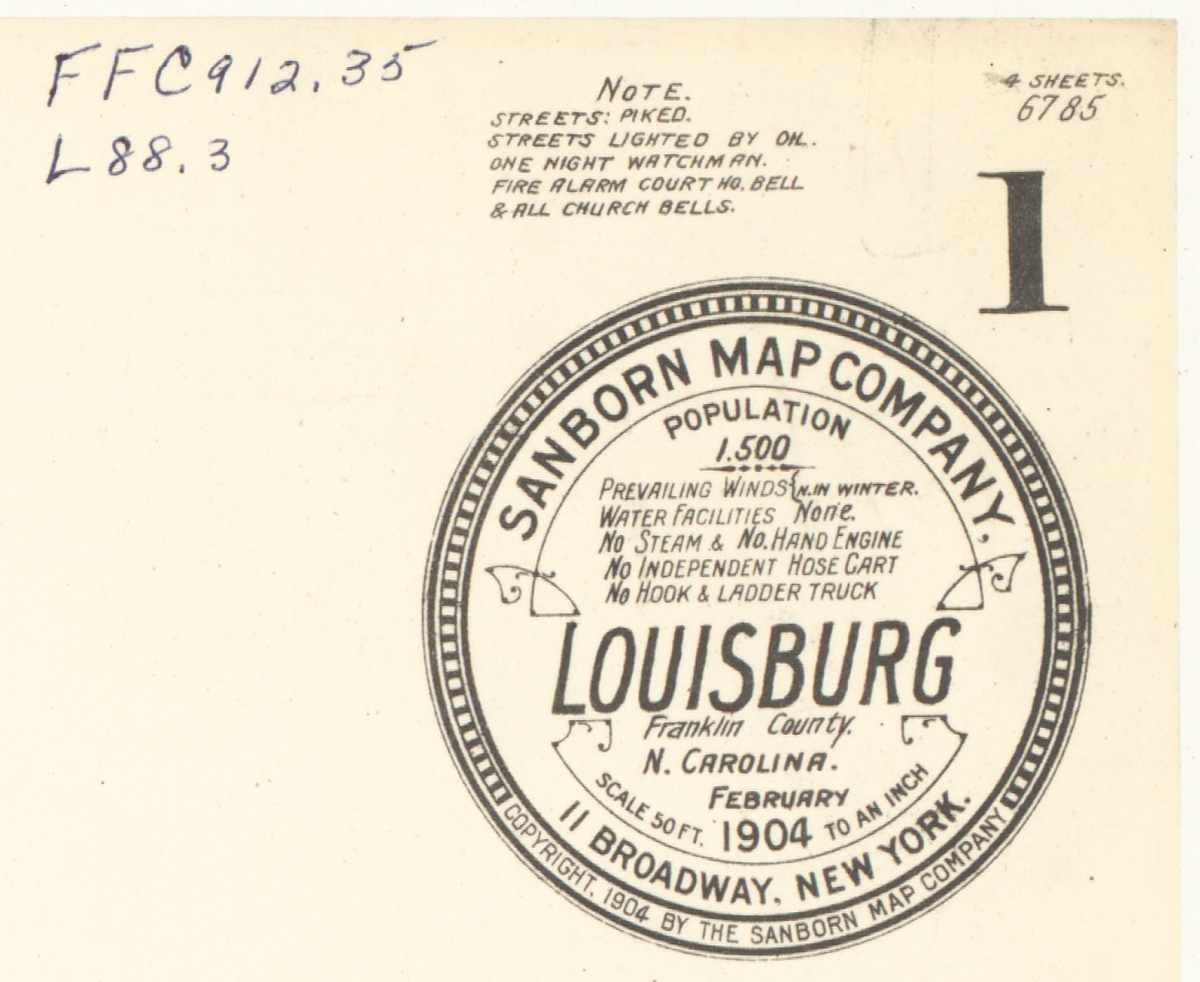 FFC912.35
L88.3
NOTE.
STREETS: PIKED.
STREETS LIGHTED BY OIL.
ONE NIGHT WATCHMAN.
FIRE ALARM COURT HO. BELL
& ALL CHURCH BELLS.
4 SHEETS.
6785
1
SANBORN MAP COMPANY,
POPULATION
1.500
PREVAILING WINDS { N. IN WINTER.
WATER FACILITIES None.
No STEAM & No. HAND ENGINE
No INDEPENDENT HOSE CART
No HOOK & LADDER TRUCK
LOUISBURG
Franklin County.
N. CAROLINA.
FEBRUARY
SCALE 50 FT. 1904 TO AN INCH
11 BROADWAY, NEW YORK.
COPYRIGHT, 1904 BY THE SANBORN MAP COMPANY